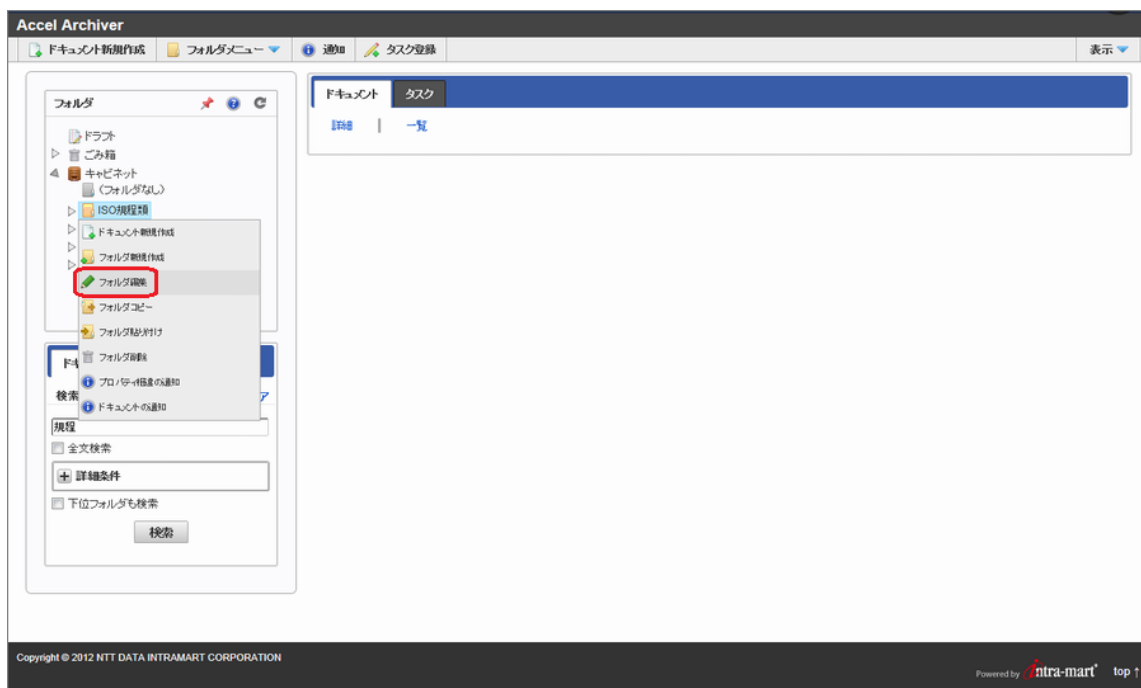 Accel Archiver
ドキュメント新規作成 フォルダメニュー 通知 タスク登録 表示
フォルダ
ドラフト
ごみ箱
キャビネット
（フォルダなし）
ISO規程類
ドキュメント新規作成
フォルダ新規作成
フォルダ編集
フォルダコピー
フォルダ貼り付け
フォルダ削除
プロパティ相違の通知
ドキュメントの通知
検索
規程
全文検索
詳細条件
下位フォルダも検索
検索
ドキュメント タスク
詳細 | 一覧
Copyright © 2012 NTT DATA INTRAMART CORPORATION
Powered by intra-mart top ↑